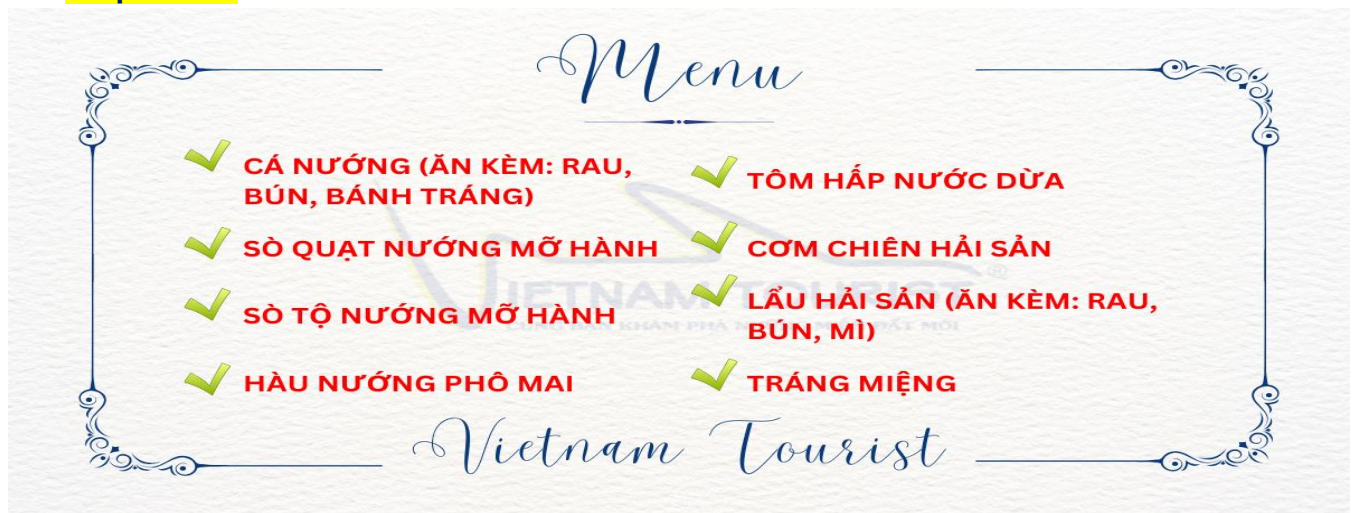 Menu
CÁ NƯỚNG (ĂN KÈM: RAU,
BÚN, BÁNH TRÁNG)
SÒ QUẠT NƯỚNG MỠ HÀNH
SÒ TỘ NƯỚNG MỠ HÀNH
HÀU NƯỚNG PHÔ MAI
TÔM HẤP NƯỚC DỪA
CƠM CHIÊN HẢI SẢN
LẨU HẢI SẢN (ĂN KÈM: RAU,
BÚN, MÌ)
TRÁNG MIỆNG
VIETNAM TOURIST
Vietnam Tourist